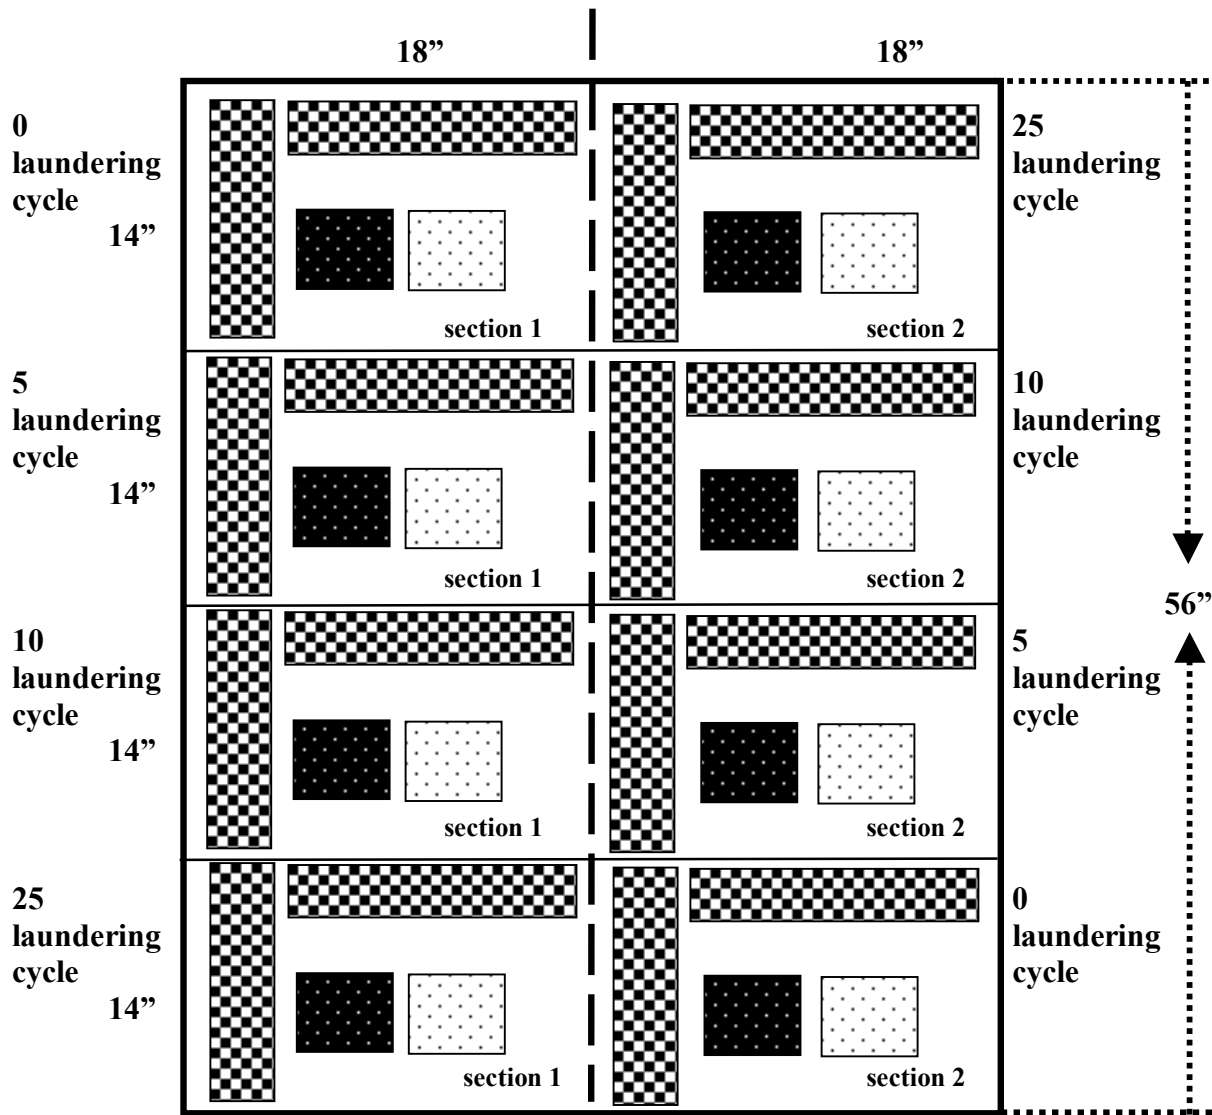 18”
18”
0
laundering
cycle
14”
25
laundering
cycle
section 1
section 2
5
laundering
cycle
14”
10
laundering
cycle
section 1
section 2
56”
10
laundering
cycle
14”
5
laundering
cycle
section 1
section 2
25
laundering
cycle
14”
0
laundering
cycle
section 1
section 2